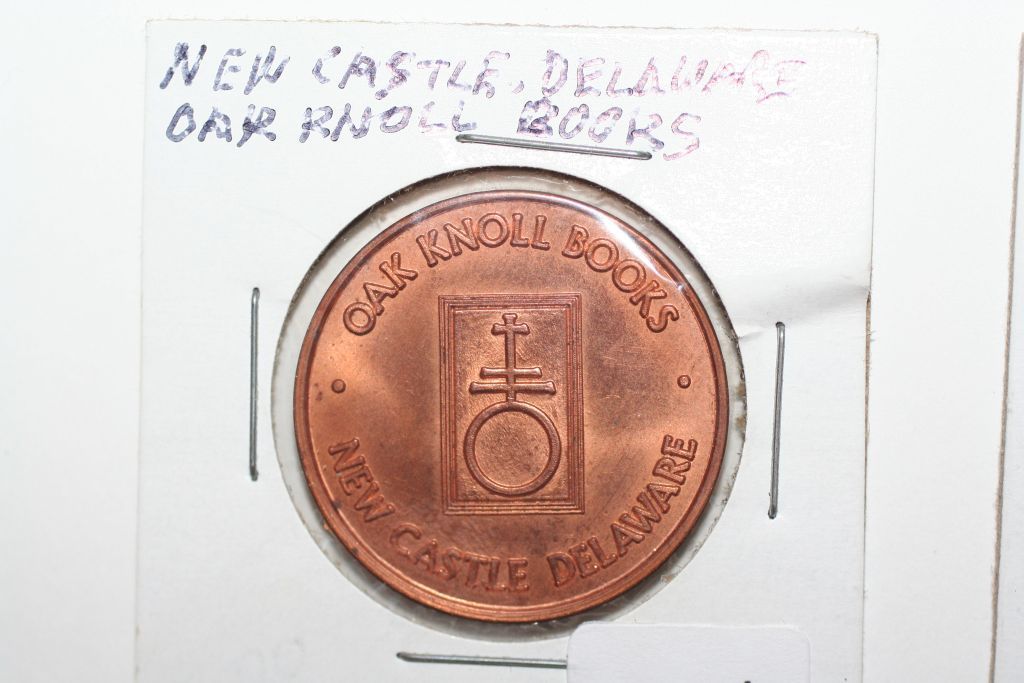 NEW CASTLE, DELAWARE
OAK KNOLL BOOKS
OAK KNOLL BOOKS
NEW CASTLE DELAWARE